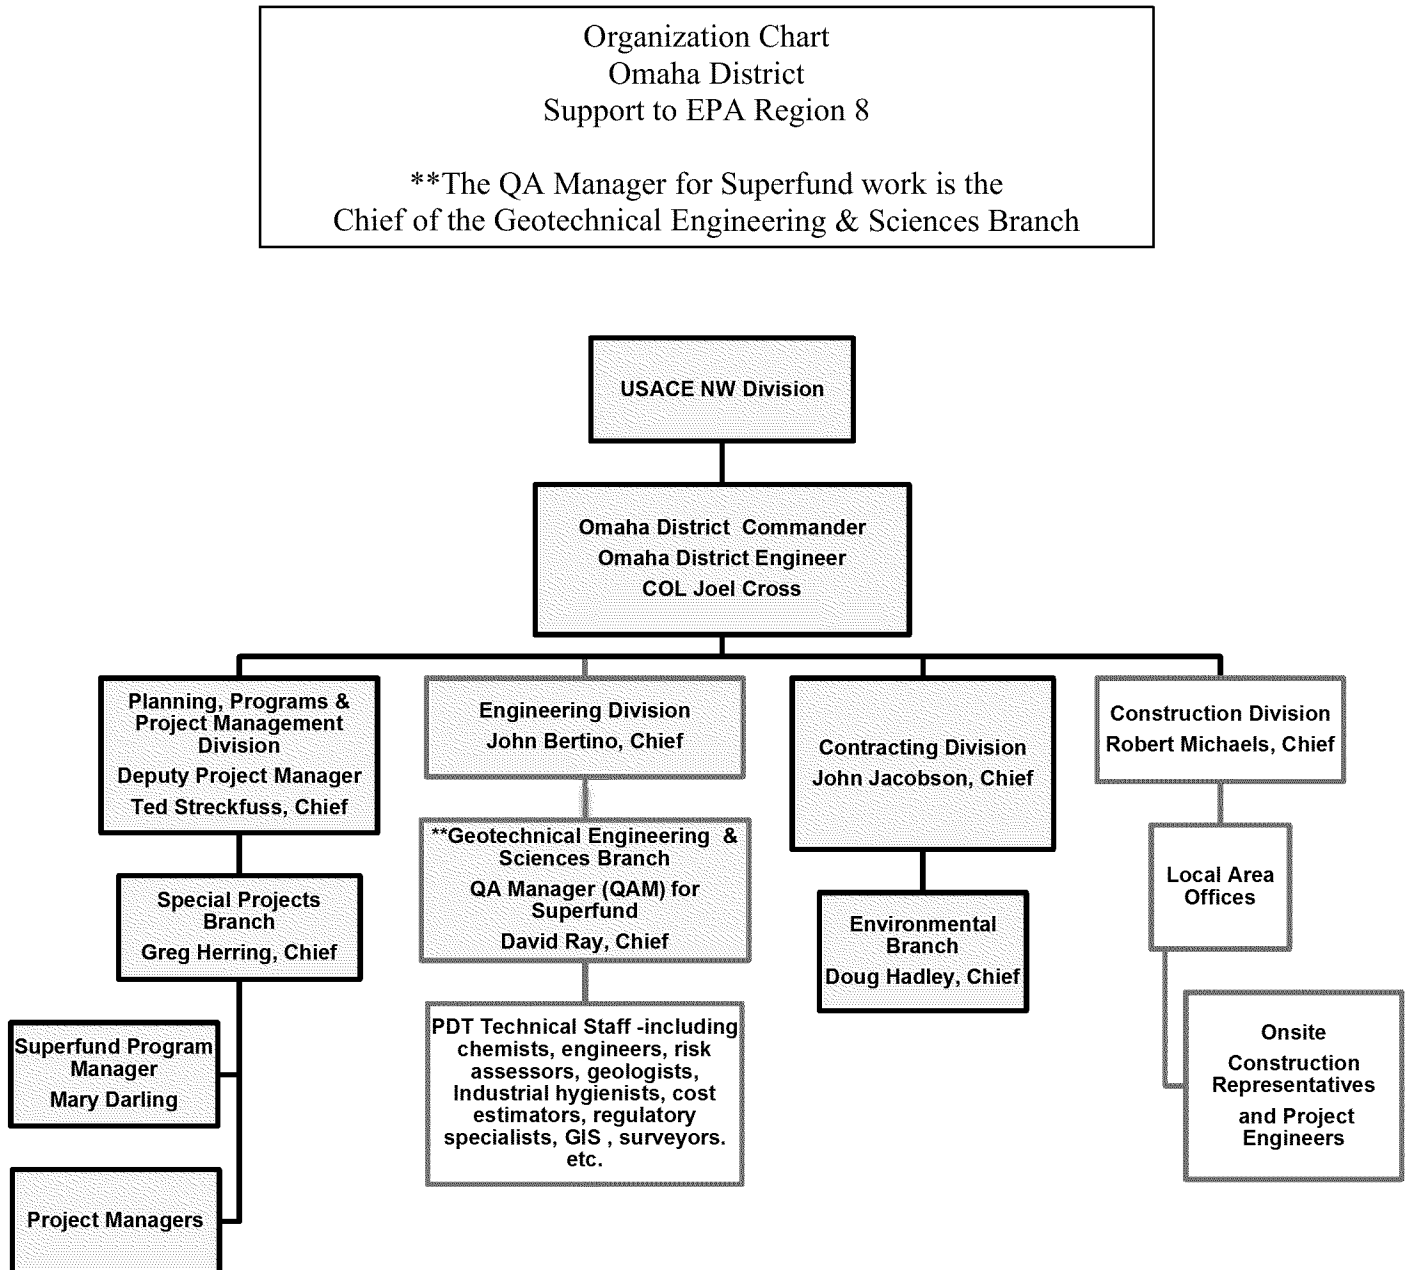 Organization Chart
Omaha District
Support to EPA Region 8
**The QA Manager for Superfund work is the
Chief of the Geotechnical Engineering & Sciences Branch
USACE NW Division
Omaha District Commander
Omaha District Engineer
COL Joel Cross
Planning, Programs &
Project Management
Division
Deputy Project Manager
Ted Streckfuss, Chief
Special Projects
Branch
Greg Herring, Chief
Superfund Program
Manager
Mary Darling
Project Managers
Engineering Division
John Bertino, Chief
**Geotechnical Engineering &
Sciences Branch
QA Manager (QAM) for
Superfund
David Ray, Chief
PDT Technical Staff -including
chemists, engineers, risk
assessors, geologists,
Industrial hygienists, cost
estimators, regulatory
specialists, GIS , surveyors.
etc.
Contracting Division
John Jacobson, Chief
Environmental
Branch
Doug Hadley, Chief
Construction Division
Robert Michaels, Chief
Local Area
Offices
Onsite
Construction
Representatives
and Project
Engineers